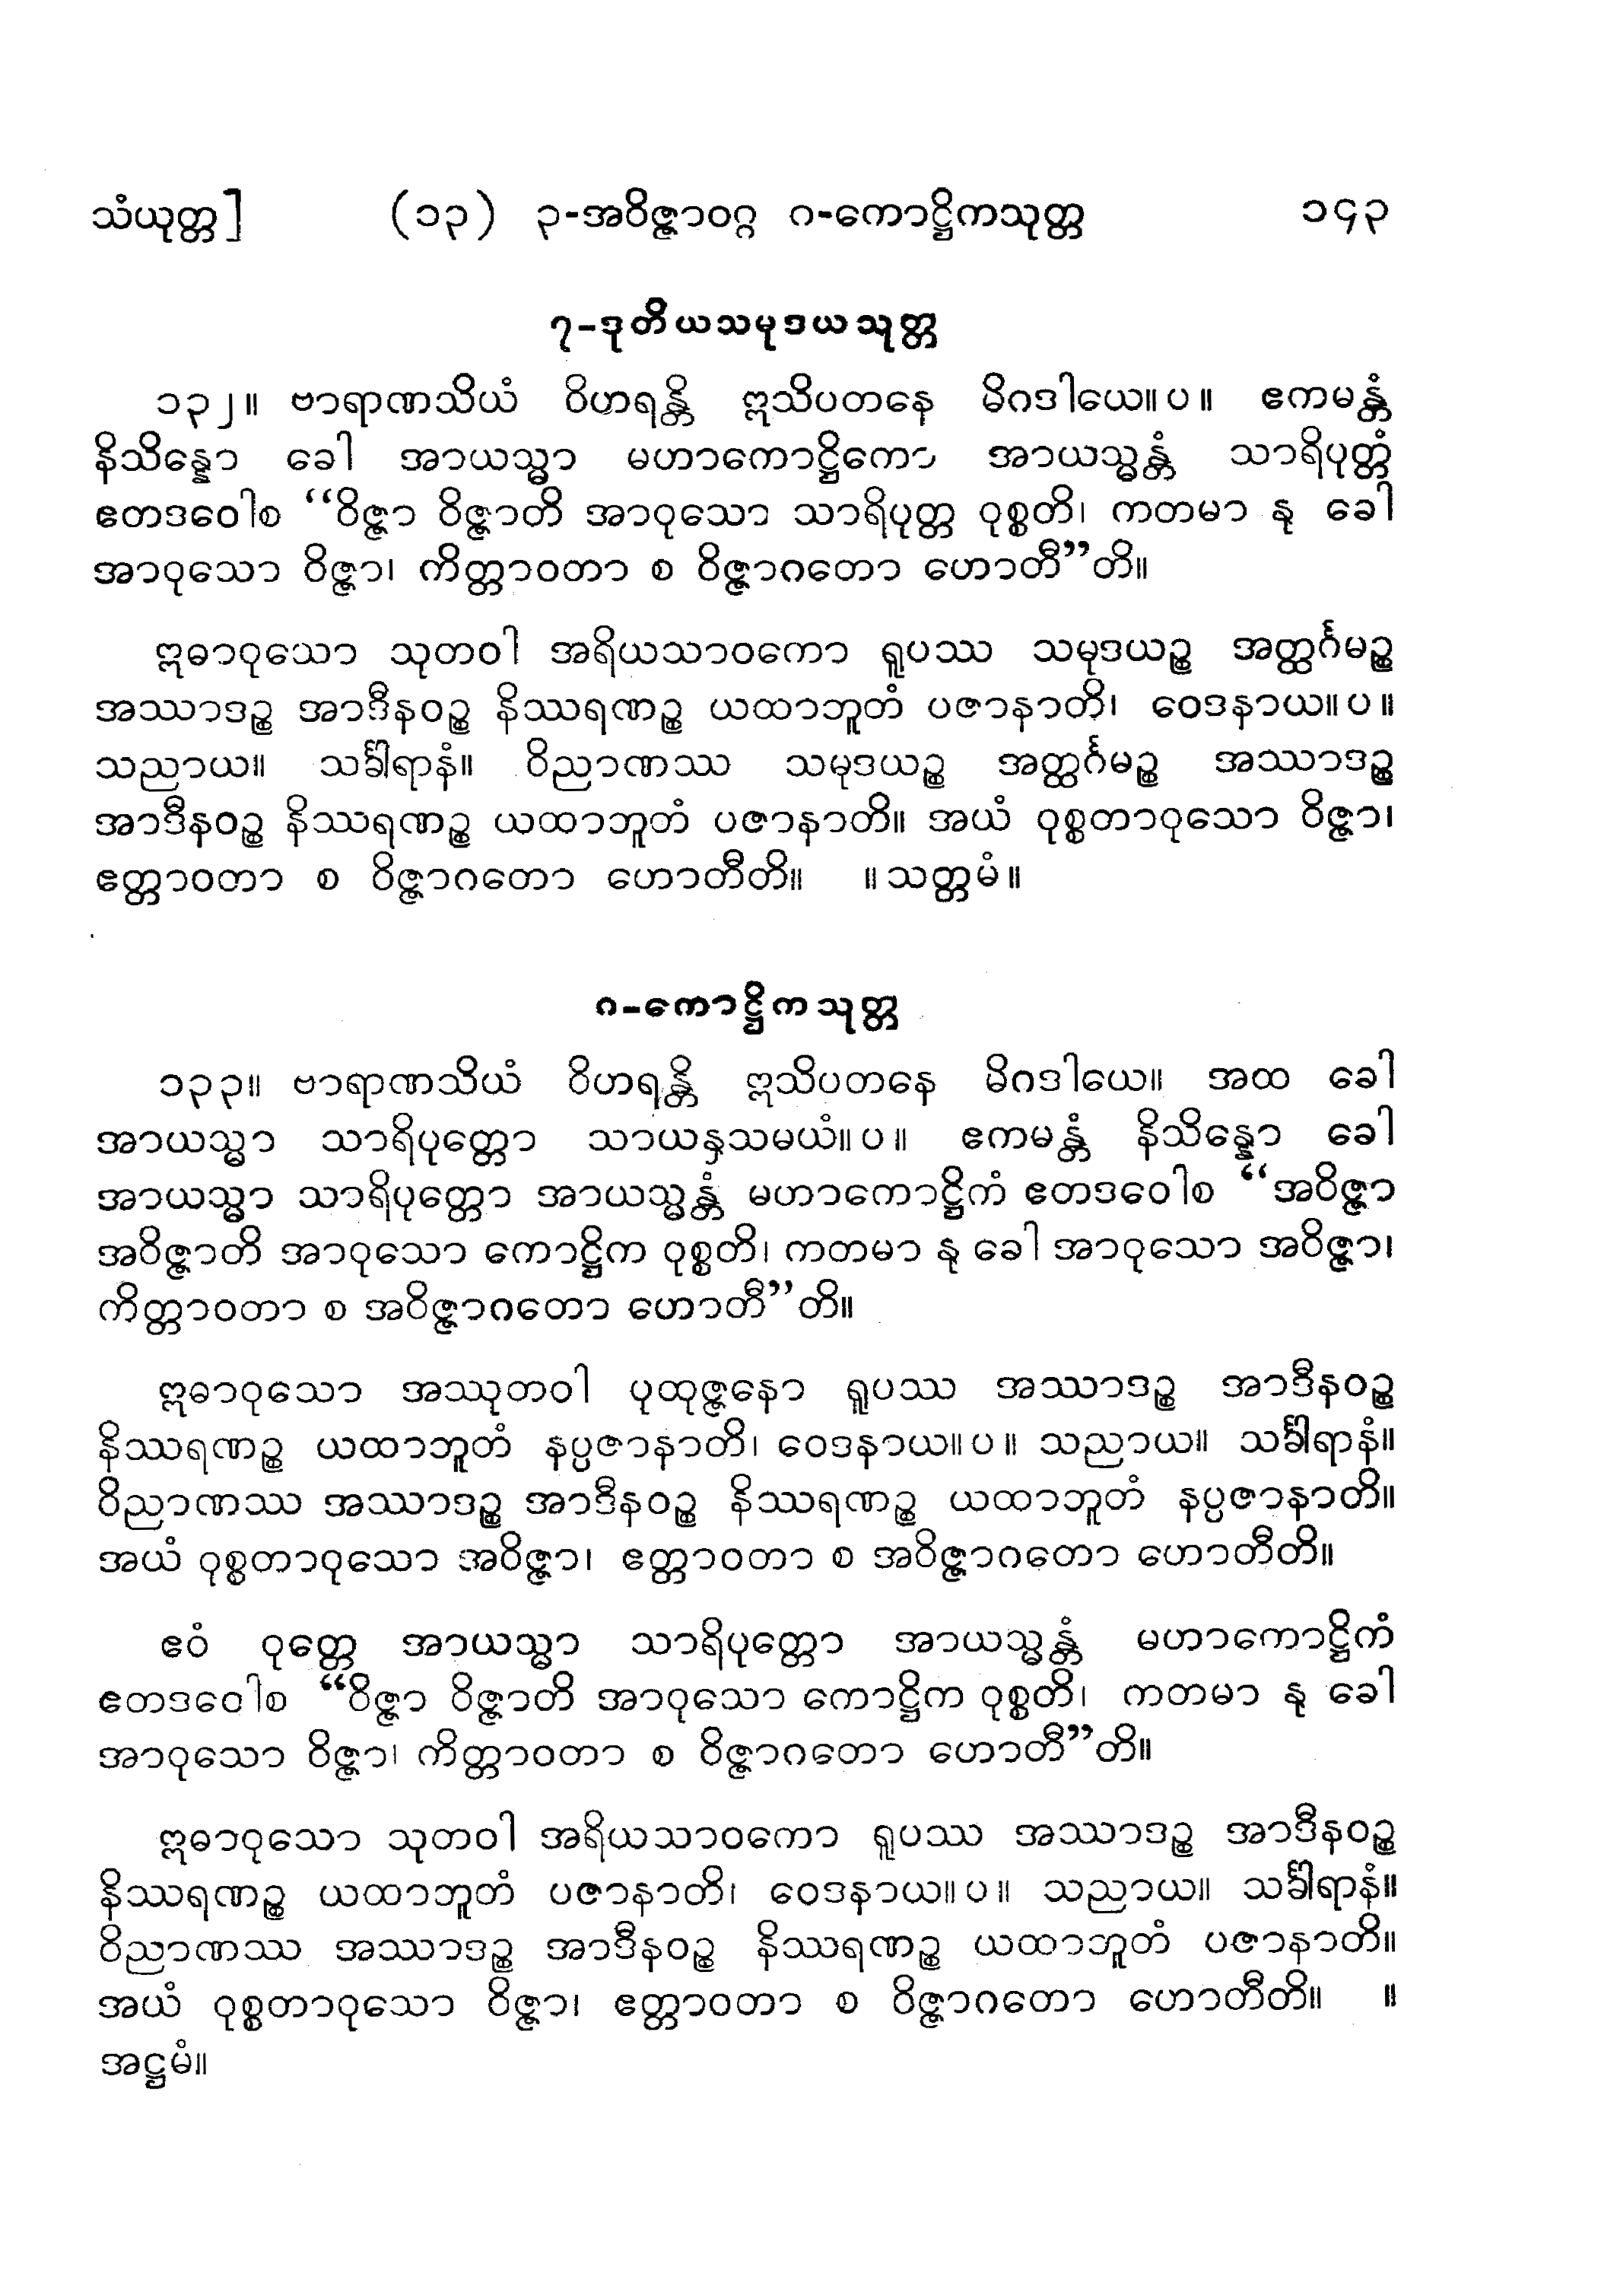 သံယုတ္တ] (၁၃) ၃-အဝိဇ္ဇာဝဂ္ဂ ဂ-ကောဋ္ဌိကသုတ္တ ၁၄၃
၇-ဒုတိယသမုဒယသုတ္တ
၁၃၂။ ဗာရာဏသိယံ ဝိဟရန္တိ ဣသိပတနေ မိဂဒါယေ။ပ။ ဧကမန္တံ
နိသိန္နော ခေါ အာယသ္မာ မဟာကောဋ္ဌိကော အာယသ္မန္တံ သာရိပုတ္တံ
ဧတဒဝေါစ “ဝိဇ္ဇာ ဝိဇ္ဇာတိ အာဝုသော သာရိပုတ္တ ဝုစ္စတိ၊ ကတမာ နု ခေါ
အာဝုသော ဝိဇ္ဇာ၊ ကိတ္တာဝတာ စ ဝိဇ္ဇာဂတော ဟောတီ”တိ။
ဣဓာဝုသော သုတဝါ အရိယသာဝကော ရူပဿ သမုဒယဉ္စ အတ္ထင်္ဂမဉ္စ
အဿာဒဉ္စ အာဒီနဝဉ္စ နိဿရဏဉ္စ ယထာဘူတံ ပဇာနာတိ၊ ဝေဒနာယ။ပ။
သညာယ။ သင်္ခါရာနံ။ ဝိညာဏဿ သမုဒယဉ္စ အတ္ထင်္ဂမဉ္စ အဿာဒဉ္စ
အာဒီနဝဉ္စ နိဿရဏဉ္စ ယထာဘူတံ ပဇာနာတိ။ အယံ ဝုစ္စတာဝုသော ဝိဇ္ဇာ၊
ဧတ္တာဝတာ စ ဝိဇ္ဇာဂတော ဟောတီတိ။ ။သတ္တမံ။
ဂ-ကောဋ္ဌိကသုတ္တ
၁၃၃။ ဗာရာဏသိယံ ဝိဟရန္တိ ဣသိပတနေ မိဂဒါယေ။ အထ ခေါ
အာယသ္မာ သာရိပုတ္တော သာယနှသမယံ။ပ။ ဧကမန္တံ နိသိန္နော ခေါ
အာယသ္မာ သာရိပုတ္တော အာယသ္မန္တံ မဟာကောဋ္ဌိကံ ဧတဒဝေါစ “အဝိဇ္ဇာ
အဝိဇ္ဇာတိ အာဝုသော ကောဋ္ဌိက ဝုစ္စတိ၊ ကတမာ နု ခေါ အာဝုသော အဝိဇ္ဇာ၊
ကိတ္တာဝတာ စ အဝိဇ္ဇာဂတော ဟောတီ”တိ။
ဣဓာဝုသော အဿုတဝါ ပုထုဇ္ဇနော ရူပဿ အဿာဒဉ္စ အာဒီနဝဉ္စ
နိဿရဏဉ္စ ယထာဘူတံ နပ္ပဇာနာတိ၊ ဝေဒနာယ။ပ။ သညာယ။ သင်္ခါရာနံ။
ဝိညာဏဿ အဿာဒဉ္စ အာဒီနဝဉ္စ နိဿရဏဉ္စ ယထာဘူတံ နပ္ပဇာနာတိ။
အယံ ဝုစ္စတာဝုသော အဝိဇ္ဇာ၊ ဧတ္တာဝတာ စ အဝိဇ္ဇာဂတော ဟောတီတိ။
ဧဝံ ဝုတ္တေ အာယသ္မာ သာရိပုတ္တော အာယသ္မန္တံ မဟာကောဋ္ဌိကံ
ဧတဒဝေါစ “ဝိဇ္ဇာ ဝိဇ္ဇာတိ အာဝုသော ကောဋ္ဌိက ဝုစ္စတိ၊ ကတမာ နု ခေါ
အာဝုသော ဝိဇ္ဇာ၊ ကိတ္တာဝတာ စ ဝိဇ္ဇာဂတော ဟောတီ”တိ။
ဣဓာဝုသော သုတဝါ အရိယသာဝကော ရူပဿ အဿာဒဉ္စ အာဒီနဝဉ္စ
နိဿရဏဉ္စ ယထာဘူတံ ပဇာနာတိ၊ ဝေဒနာယ။ပ။ သညာယ။ သင်္ခါရာနံ။
ဝိညာဏဿ အဿာဒဉ္စ အာဒီနဝဉ္စ နိဿရဏဉ္စ ယထာဘူတံ ပဇာနာတိ။
အယံ ဝုစ္စတာဝုသော ဝိဇ္ဇာ၊ ဧတ္တာဝတာ စ ဝိဇ္ဇာဂတော ဟောတီတိ။ ။
အဋ္ဌမံ။